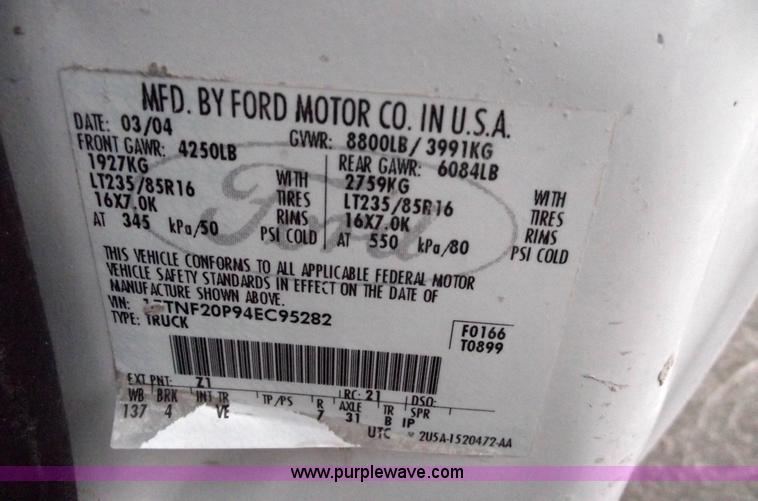 MFD. BY FORD MOTOR CO. IN U.S.A.
DATE: 03/04 GVWR: 8800LB/ 3991KG
FRONT GAWR: 4250LB REAR GAWR: 6084LB
1927KG WITH 2759KG WITH
LT235/85R16 TIRES LT235/85R16 TIRES
16X7.0K RIMS 16X7.0K RIMS
AT 345 kPa/50 PSI COLD AT 550 kPa/80 PSI COLD
Ford
THIS VEHICLE CONFORMS TO ALL APPLICABLE FEDERAL MOTOR
VEHICLE SAFETY STANDARDS IN EFFECT ON THE DATE OF
MANUFACTURE SHOWN ABOVE.
VIN: TNF20P94EC95282
TYPE: TRUCK
F0166
T0899
EXT PNT: Z1 RC: 21 DSO:
WB BRK INT TR TP/PS R AXLE TR SPR
137 4 VE 7 31 B IP
UTC 2U5A-1520472-AA
www.purplewave.com